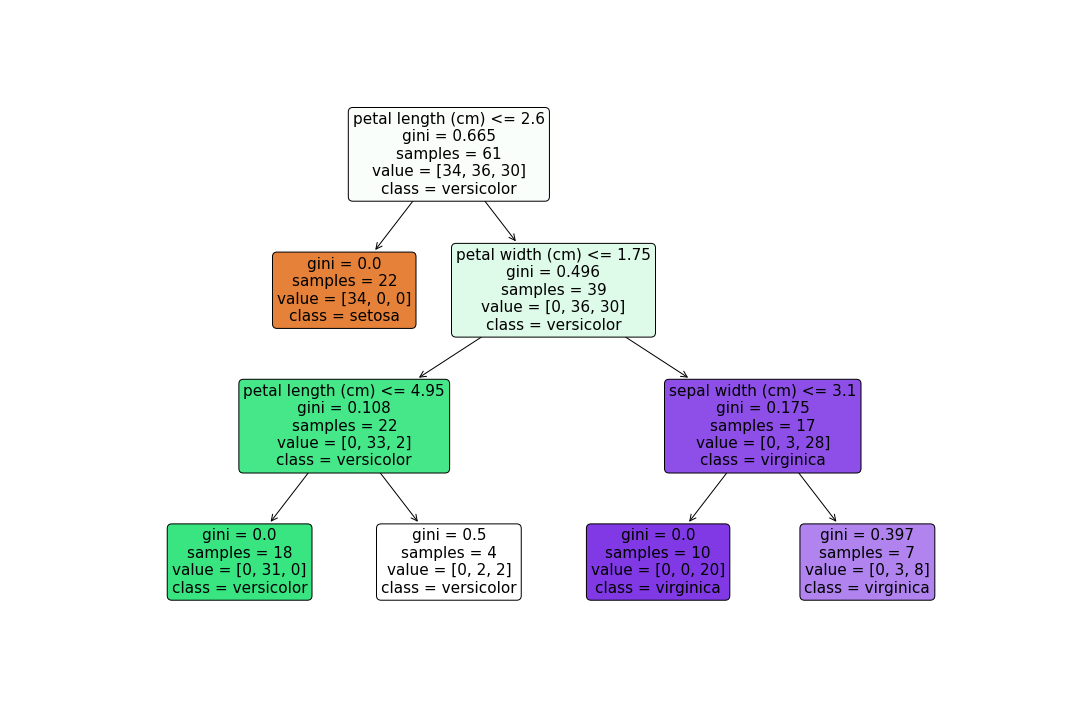 petal length (cm) <= 2.6
gini = 0.665
samples = 61
value = [34, 36, 30]
class = versicolor
gini = 0.0
samples = 22
value = [34, 0, 0]
class = setosa
petal width (cm) <= 1.75
gini = 0.496
samples = 39
value = [0, 36, 30]
class = versicolor
petal length (cm) <= 4.95
gini = 0.108
samples = 22
value = [0, 33, 2]
class = versicolor
sepal width (cm) <= 3.1
gini = 0.175
samples = 17
value = [0, 3, 28]
class = virginica
gini = 0.0
samples = 18
value = [0, 31, 0]
class = versicolor
gini = 0.5
samples = 4
value = [0, 2, 2]
class = versicolor
gini = 0.0
samples = 10
value = [0, 0, 20]
class = virginica
gini = 0.397
samples = 7
value = [0, 3, 8]
class = virginica